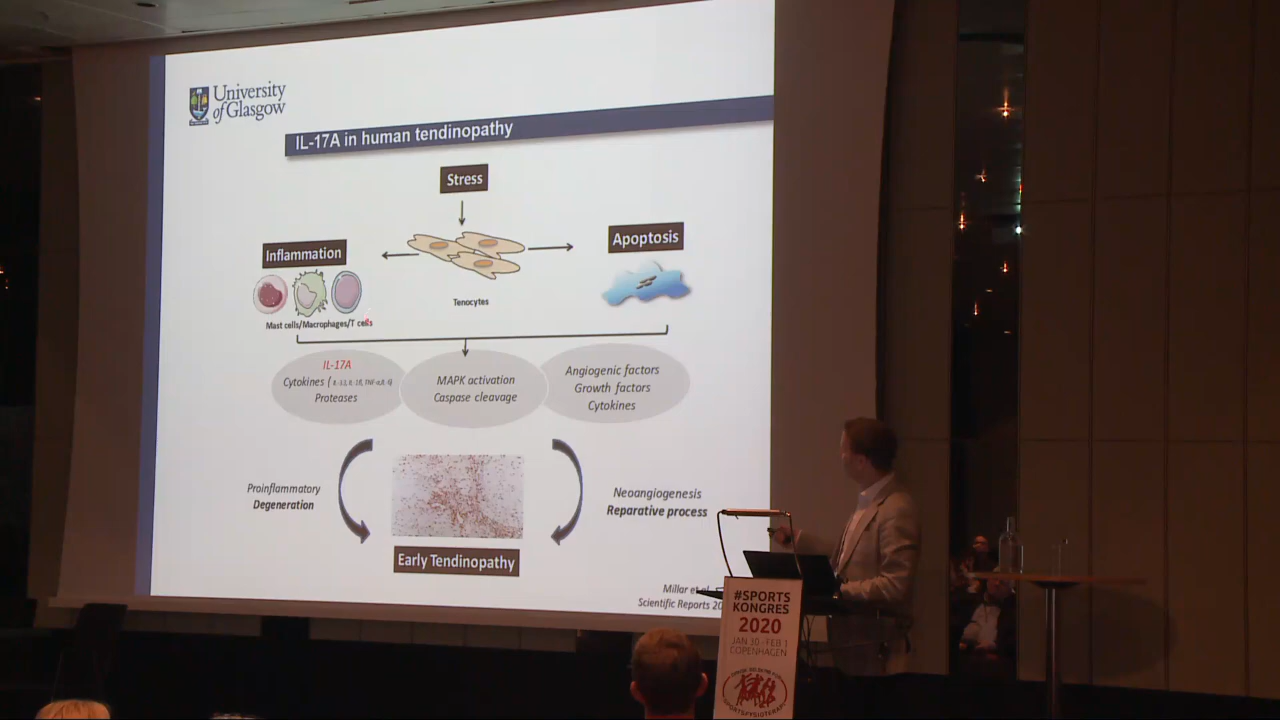 University
of Glasgow
IL-17A in human tendinopathy
Stress
Inflammation
Apoptosis
Tenocytes
Mast cells/Macrophages/T cells
IL-17A
Cytokines (
Proteases
MAPK activation
Caspase cleavage
Angiogenic factors
Growth factors
Cytokines
Proinflammatory
Degeneration
Neoangiogenesis
Reparative process
Early Tendinopathy
Millar et
Scientific Reports 20
#SPORTS
KONGRES
2020
JAN 30 - FEB 1
COPENHAGEN